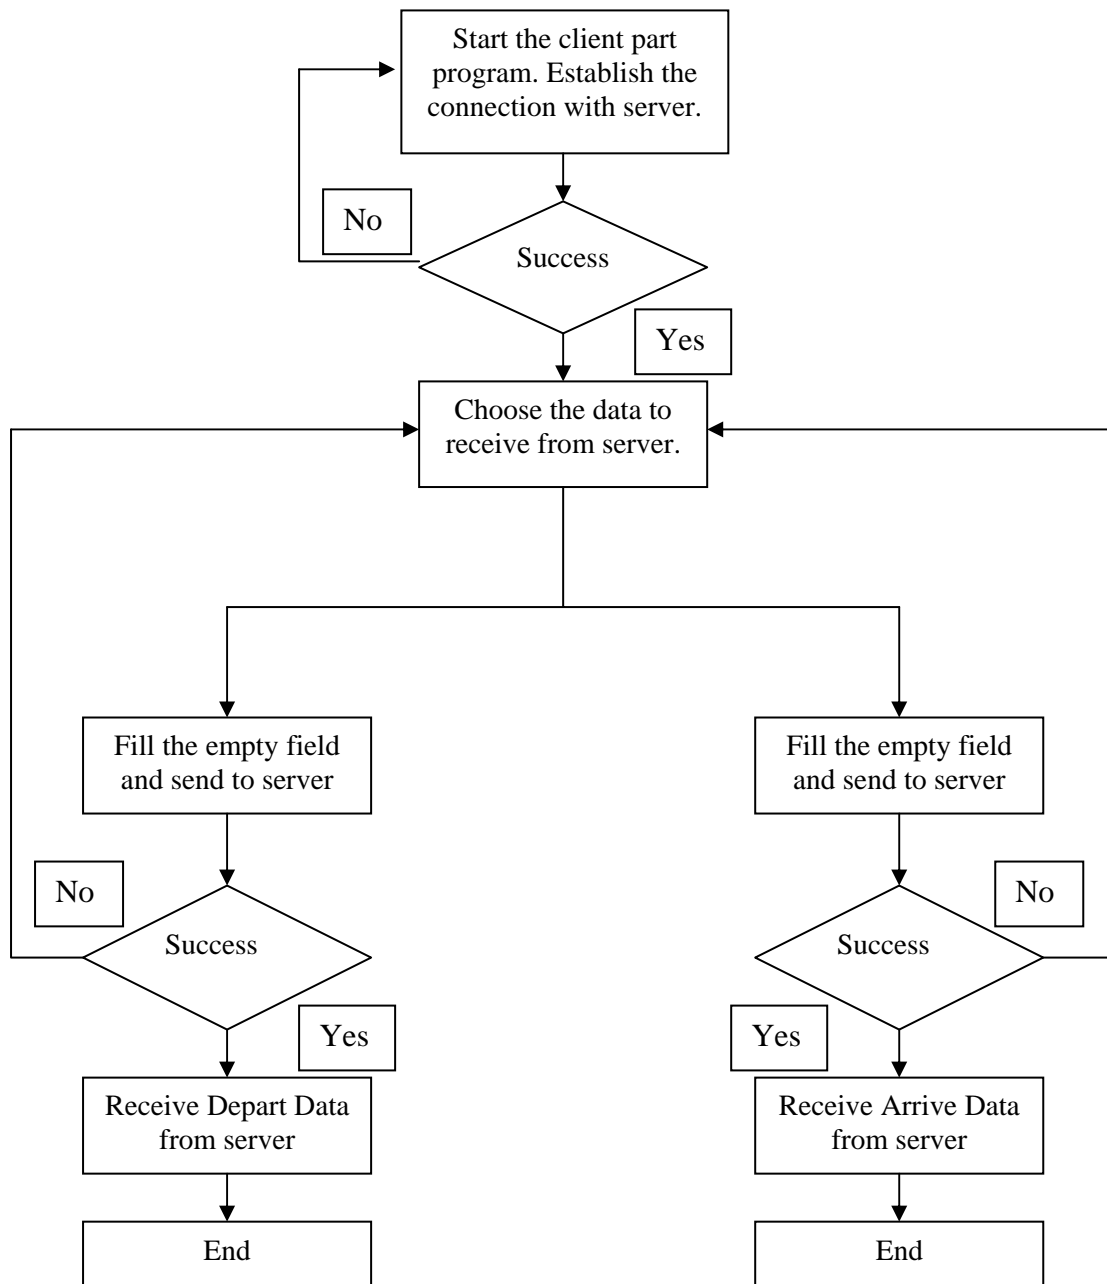 Start the client part
program. Establish the
connection with server.
No
Success
Yes
Choose the data to
receive from server.
Fill the empty field
and send to server
Fill the empty field
and send to server
No
Success
No
Success
Yes
Yes
Receive Depart Data
from server
Receive Arrive Data
from server
End
End